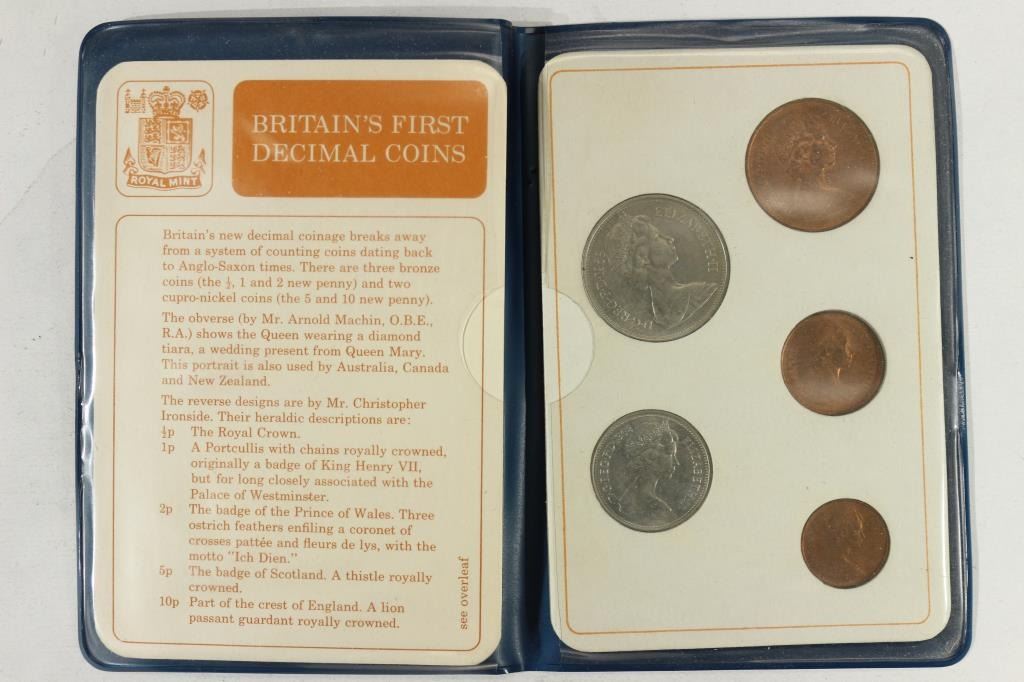 ROYAL MINT
BRITAIN'S FIRST
DECIMAL COINS
Britain's new decimal coinage breaks away
from a system of counting coins dating back
to Anglo-Saxon times. There are three bronze
coins (the ½, 1 and 2 new penny) and two
cupro-nickel coins (the 5 and 10 new penny).
The obverse (by Mr. Arnold Machin, O.B.E.,
R.A.) shows the Queen wearing a diamond
tiara, a wedding present from Queen Mary.
This portrait is also used by Australia, Canada
and New Zealand.
The reverse designs are by Mr. Christopher
Ironside. Their heraldic descriptions are:
½p The Royal Crown.
1p A Portcullis with chains royally crowned,
originally a badge of King Henry VII,
but for long closely associated with the
Palace of Westminster.
2p The badge of the Prince of Wales. Three
ostrich feathers enfiling a coronet of
crosses pattée and fleurs de lys, with the
motto "Ich Dien."
5p The badge of Scotland. A thistle royally
crowned.
10p Part of the crest of England. A lion
passant guardant royally crowned.
see overleaf
ELIZABETH II
D·G·REG·F·D·